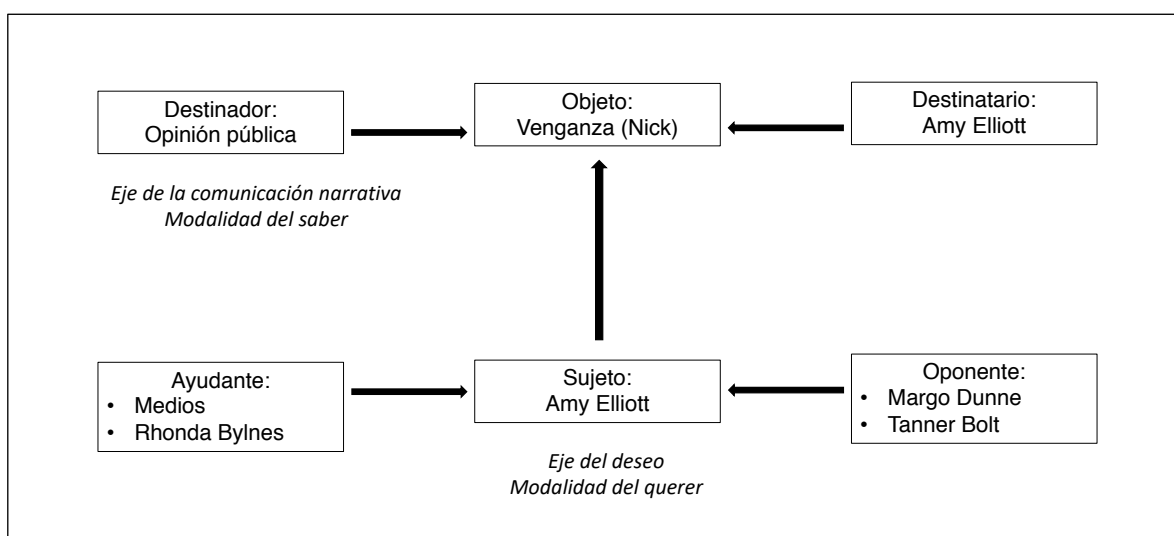 Destinador:
Opinión pública
Objeto:
Venganza (Nick)
Destinatario:
Amy Elliott
Eje de la comunicación narrativa
Modalidad del saber
Ayudante:
• Medios
• Rhonda Bylnes
Sujeto:
Amy Elliott
Oponente:
• Margo Dunne
• Tanner Bolt
Eje del deseo
Modalidad del querer